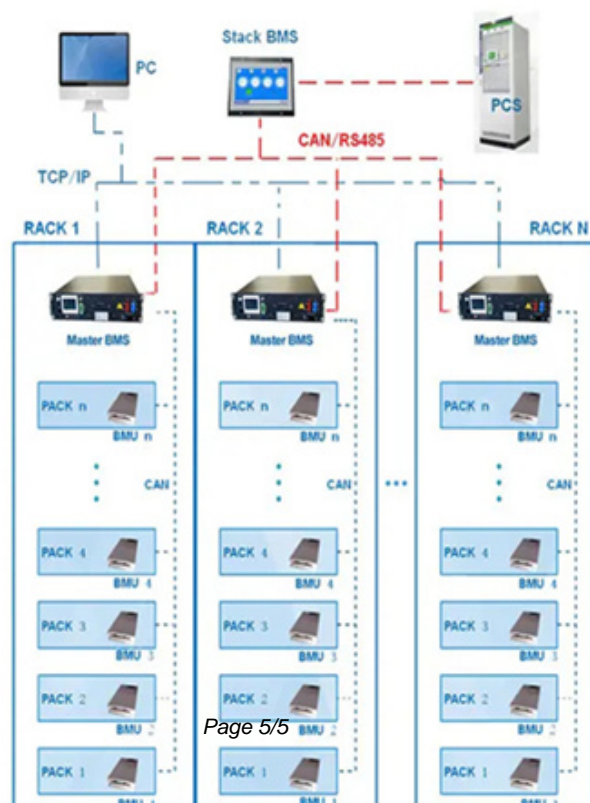 Stack BMS
PC
PCS
CAN/RS485
TCP/IP
RACK 1
RACK 2
RACK N
Master BMS
Master BMS
Master BMS
PACK n
PACK n
PACK n
BMU n
BMU n
BMU n
CAN
CAN
CAN
PACK 4
PACK 4
PACK 4
BMU 4
BMU 4
BMU 4
PACK 3
PACK 3
PACK 3
BMU 3
BMU 3
BMU 3
PACK 2
PACK 2
PACK 2
BMU 2
Page 5/5
BMU 2
BMU 2
PACK 1
PACK 1
PACK 1